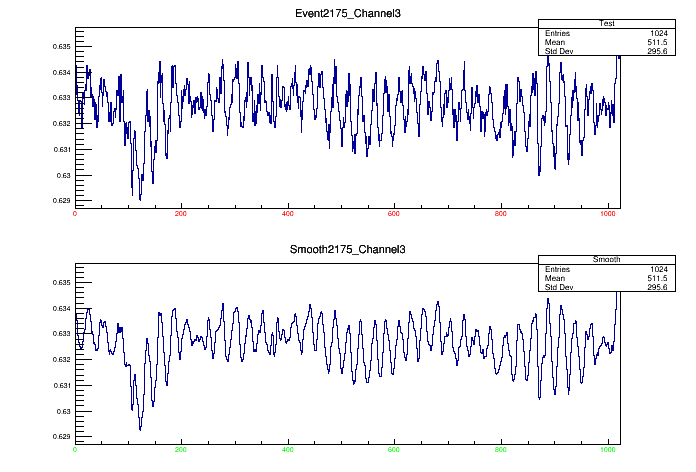 Event2175_Channel3
Test
Entries 1024
Mean 511.5
Std Dev 295.6
0.635
0.634
0.633
0.632
0.631
0.63
0.629
0 200 400 600 800 1000
Smooth2175_Channel3
Smooth
Entries 1024
Mean 511.5
Std Dev 295.6
0.635
0.634
0.633
0.632
0.631
0.63
0.629
0 200 400 600 800 1000